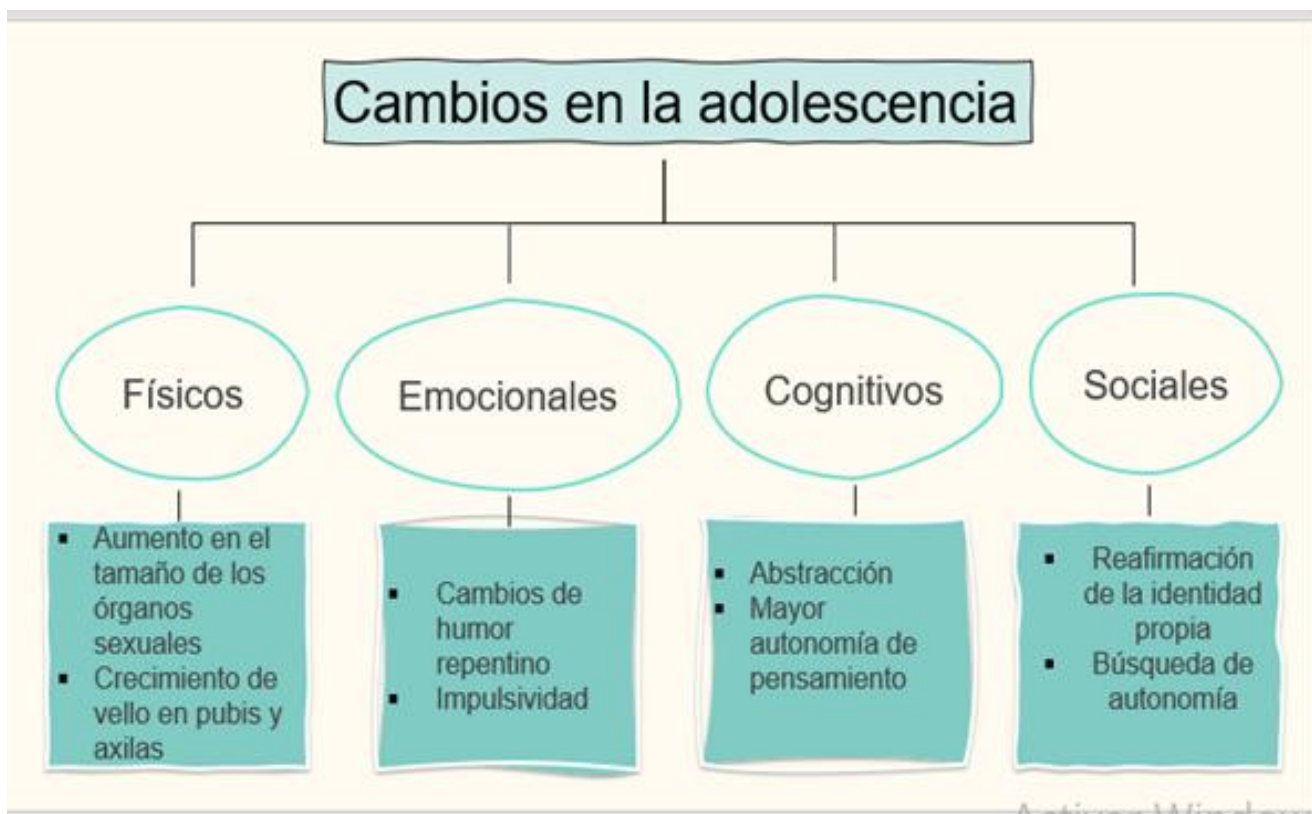 Cambios en la adolescencia
Físicos
Emocionales
Cognitivos
Sociales
▪ Aumento en el
tamaño de los
órganos
sexuales
▪ Crecimiento de
vello en pubis y
axilas
▪ Cambios de
humor
repentino
▪ Impulsividad
▪ Abstracción
▪ Mayor
autonomía de
pensamiento
▪ Reafirmación
de la identidad
propia
▪ Búsqueda de
autonomía